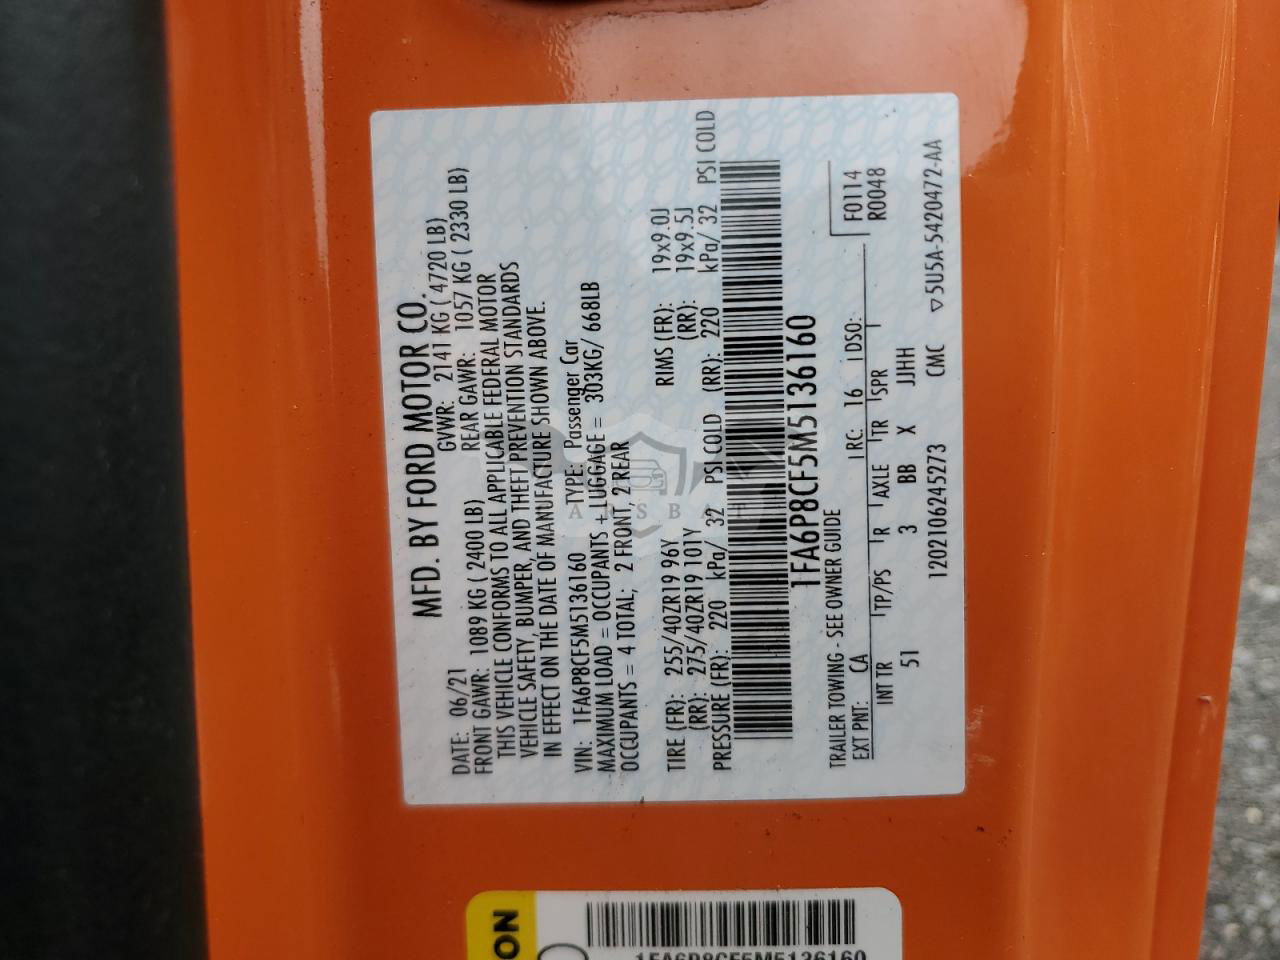 MFD. BY FORD MOTOR CO.
DATE: 06/21 GVWR: 2141 KG ( 4720 LB)
FRONT GAWR: 1089 KG ( 2400 LB) REAR GAWR: 1057 KG ( 2330 LB)
THIS VEHICLE CONFORMS TO ALL APPLICABLE FEDERAL MOTOR
VEHICLE SAFETY, BUMPER, AND THEFT PREVENTION STANDARDS
IN EFFECT ON THE DATE OF MANUFACTURE SHOWN ABOVE.
VIN: 1FA6P8CF5M5136160 TYPE: Passenger Car
MAXIMUM LOAD = OCCUPANTS + LUGGAGE = 303KG/ 668LB
OCCUPANTS = 4 TOTAL; 2 FRONT, 2 REAR
TIRE (FR): 255/40ZR19 96Y RIMS (FR): 19x9.0J
(RR): 275/40ZR19 101Y (RR): 19x9.5J
PRESSURE (FR): 220 kPa/ 32 PSI COLD (RR): 220 kPa/ 32 PSI COLD
1FA6P8CF5M5136160
TRAILER TOWING - SEE OWNER GUIDE F0114
EXT PNT: CA RC: 16 DSO: R0048
INT TR TP/PS R AXLE TR SPR
51 3 BB X JJHH
1202106245273 CMC ▽5U5A-5420472-AA
ON
1FA6P8CF5M5136160